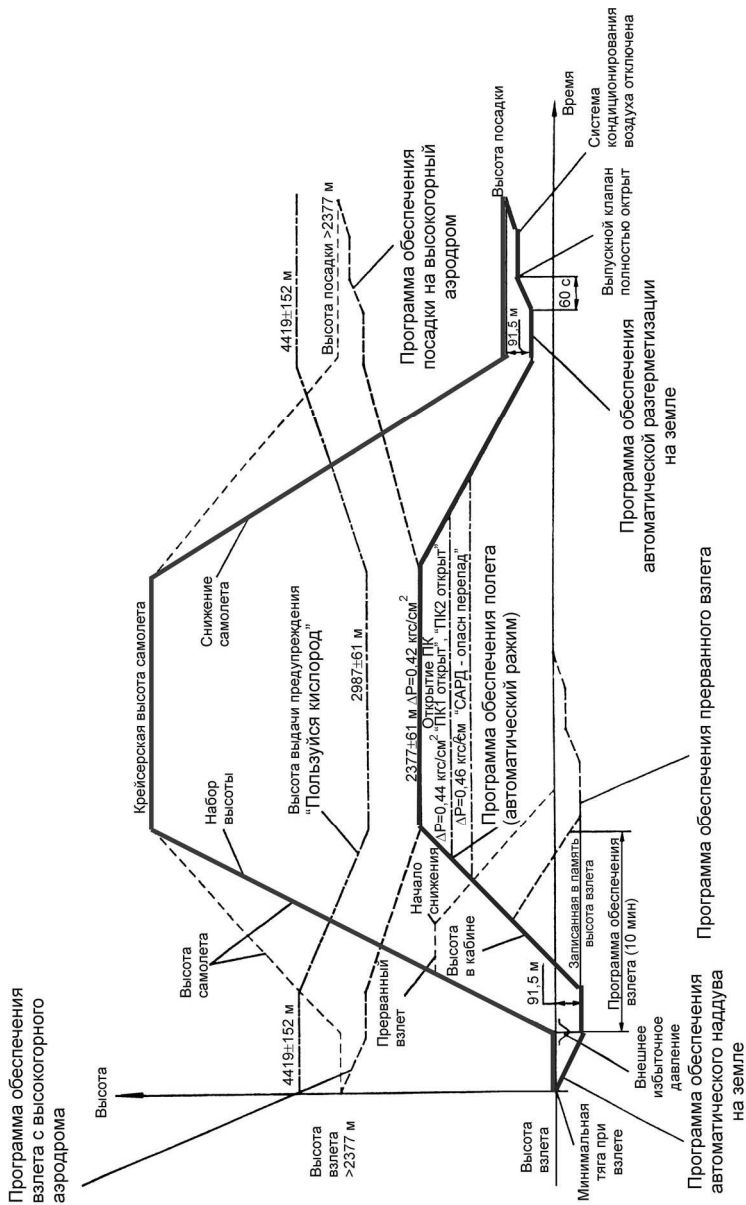 Программа обеспечения
взлета с высокогорного
аэродрома
Высота
4419±152 м
Высота
взлета
>2377 м
Высота
взлета
Минимальная
тяга при
взлете
Программа обеспечения
автоматического наддува
на земле
Внешнее
избыточное
давление
Высота
самолета
Прерванный
взлет
91,5 м
Набор
высоты
Высота
в кабине
Начало
снижения
Записанная в память
высота взлета
Программа обеспечения
взлета (10 мин)
Программа обеспечения прерванного взлета
Крейсерская высота самолета
Высота выдачи предупреждения
“Пользуйся кислород”
2987±61 м
2377±61 м ΔP=0,42 кгс/см2
Открытие ПК
ΔP=0,44 кгс/см2 “ПК1 открыт”, “ПК2 открыт”
ΔP=0,46 кгс/см2 “САРД - опасн перепад”
Программа обеспечения полета
(автоматический ражим)
Снижение
самолета
4419±152 м
Высота посадки >2377 м
Программа обеспечения
посадки на высокогорный
аэродром
Высота посадки
91,5 м
60 с
Время
Программа обеспечения
автоматической разгерметизации
на земле
Выпускной клапан
полностью октрыт
Система
кондиционирования
воздуха отключена